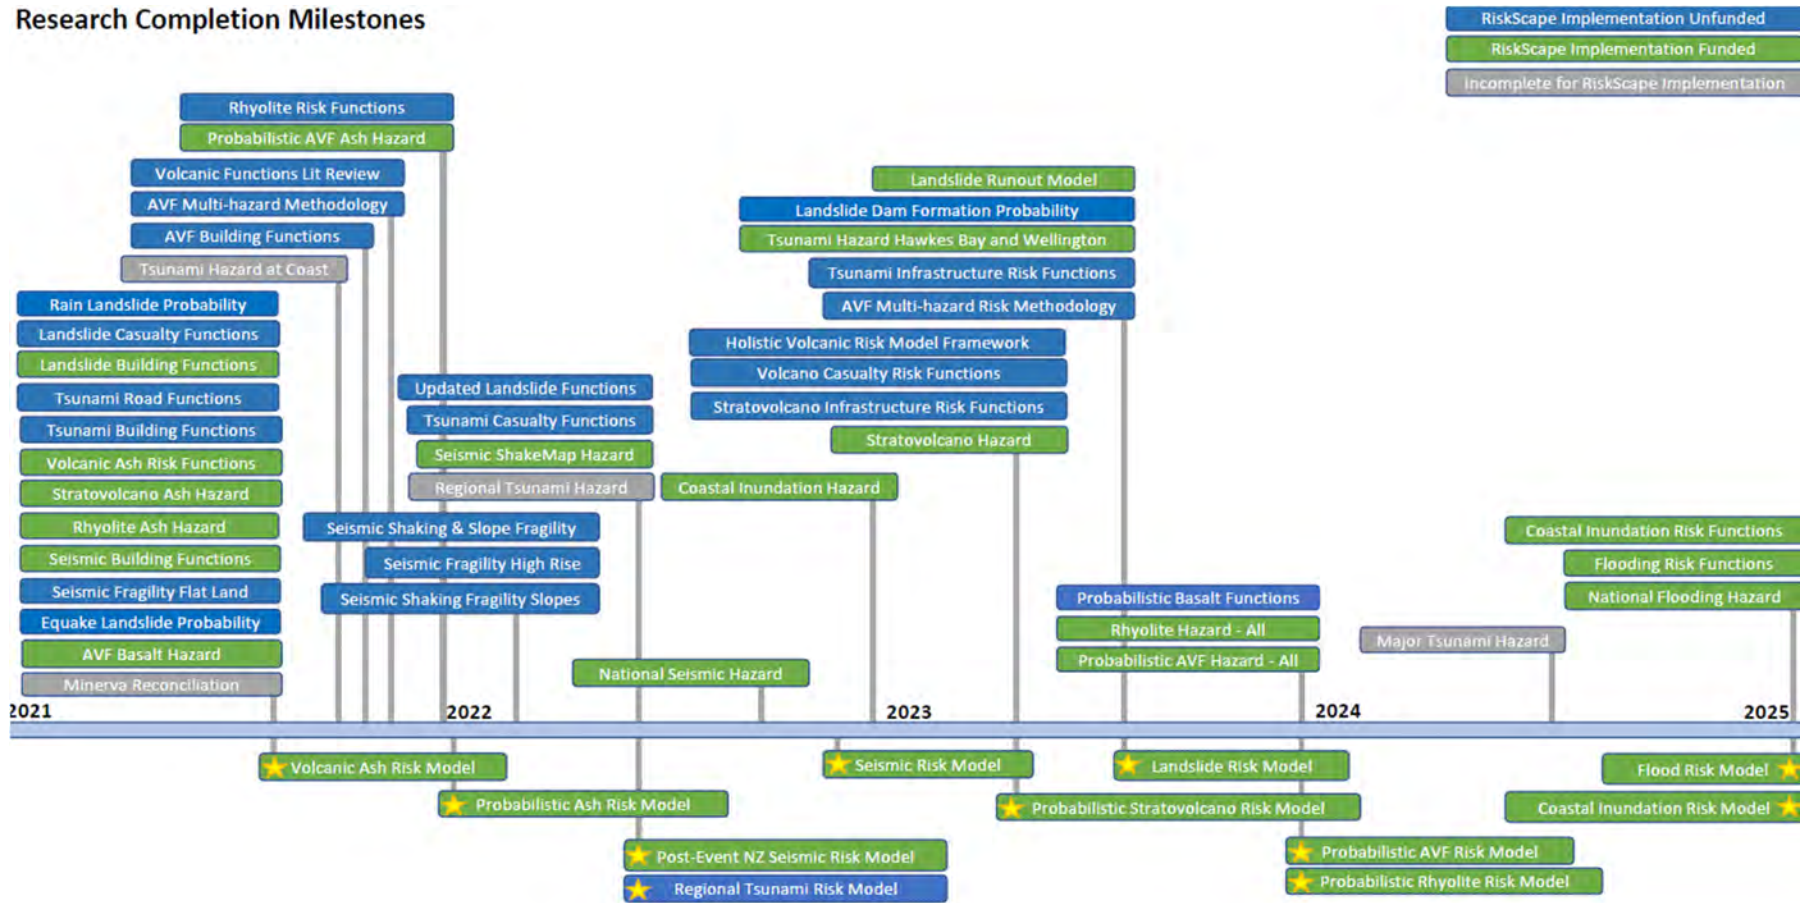 Research Completion Milestones
RiskScape Implementation Unfunded
RiskScape Implementation Funded
Incomplete for RiskScape Implementation
Rhyolite Risk Functions
Probabilistic AVF Ash Hazard
Volcanic Functions Lit Review
AVF Multi-hazard Methodology
AVF Building Functions
Tsunami Hazard at Coast
Rain Landslide Probability
Landslide Casualty Functions
Landslide Building Functions
Tsunami Road Functions
Tsunami Building Functions
Volcanic Ash Risk Functions
Stratovolcano Ash Hazard
Rhyolite Ash Hazard
Seismic Building Functions
Seismic Fragility Flat Land
Equake Landslide Probability
AVF Basalt Hazard
Minerva Reconciliation
Updated Landslide Functions
Tsunami Casualty Functions
Seismic ShakeMap Hazard
Regional Tsunami Hazard
Seismic Shaking & Slope Fragility
Seismic Fragility High Rise
Seismic Shaking Fragility Slopes
National Seismic Hazard
Landslide Runout Model
Landslide Dam Formation Probability
Tsunami Hazard Hawkes Bay and Wellington
Tsunami Infrastructure Risk Functions
AVF Multi-hazard Risk Methodology
Holistic Volcanic Risk Model Framework
Volcano Casualty Risk Functions
Stratovolcano Infrastructure Risk Functions
Stratovolcano Hazard
Coastal Inundation Hazard
Probabilistic Basalt Functions
Rhyolite Hazard - All
Probabilistic AVF Hazard - All
Major Tsunami Hazard
Coastal Inundation Risk Functions
Flooding Risk Functions
National Flooding Hazard
2021
2022
2023
2024
2025
Volcanic Ash Risk Model
Probabilistic Ash Risk Model
Post-Event NZ Seismic Risk Model
Regional Tsunami Risk Model
Seismic Risk Model
Probabilistic Stratovolcano Risk Model
Landslide Risk Model
Probabilistic AVF Risk Model
Probabilistic Rhyolite Risk Model
Flood Risk Model
Coastal Inundation Risk Model